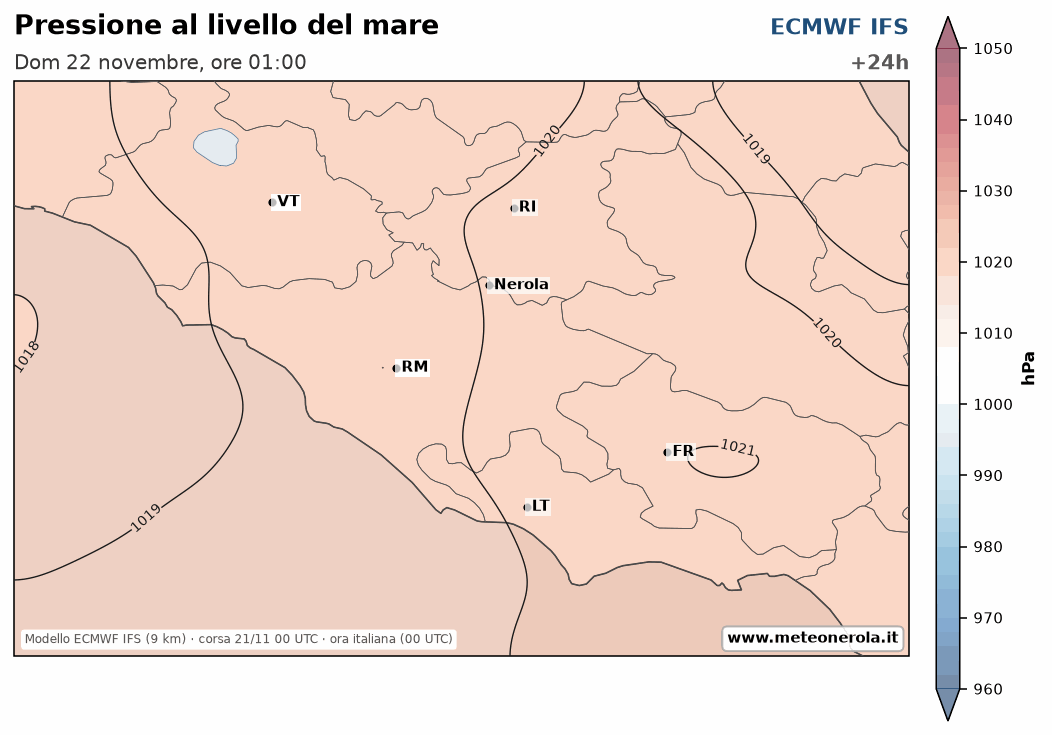 Pressione al livello del mare
ECMWF IFS
Dom 22 novembre, ore 01:00
+24h
1050
1040
1030
1020
1010
1000
990
980
970
960
hPa
1020
1019
VT
RI
Nerola
1020
1018
RM
FR
1021
LT
1019
Modello ECMWF IFS (9 km) · corsa 21/11 00 UTC · ora italiana (00 UTC)
www.meteonerola.it